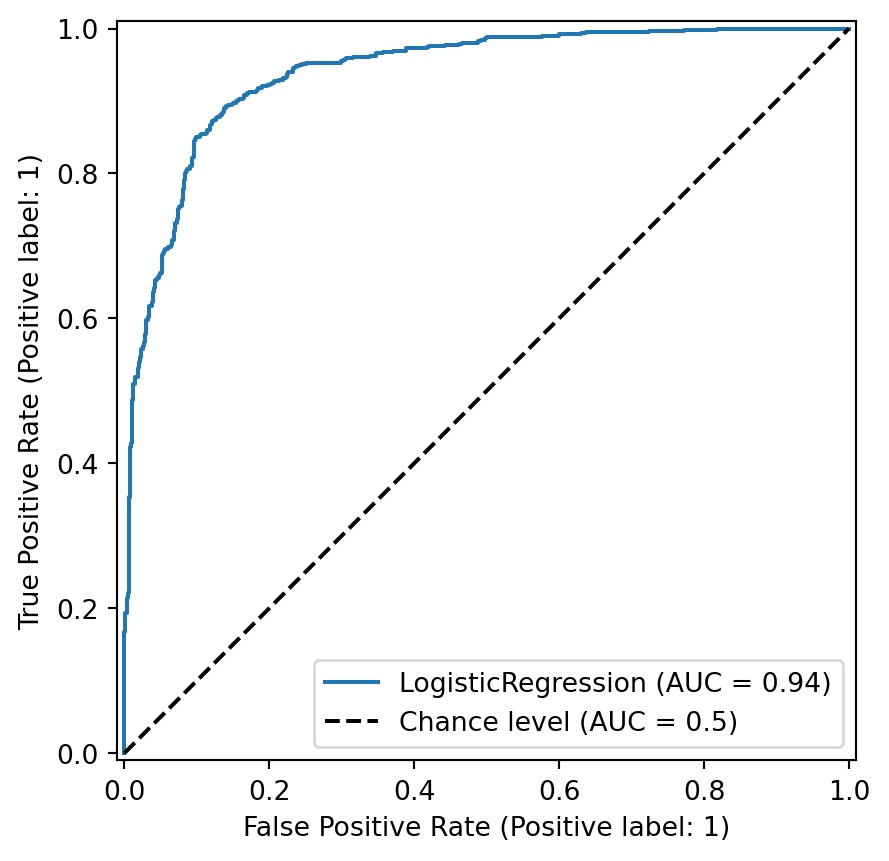 1.0
0.8
0.6
0.4
0.2
0.0
True Positive Rate (Positive label: 1)
LogisticRegression (AUC = 0.94)
Chance level (AUC = 0.5)
0.0 0.2 0.4 0.6 0.8 1.0
False Positive Rate (Positive label: 1)